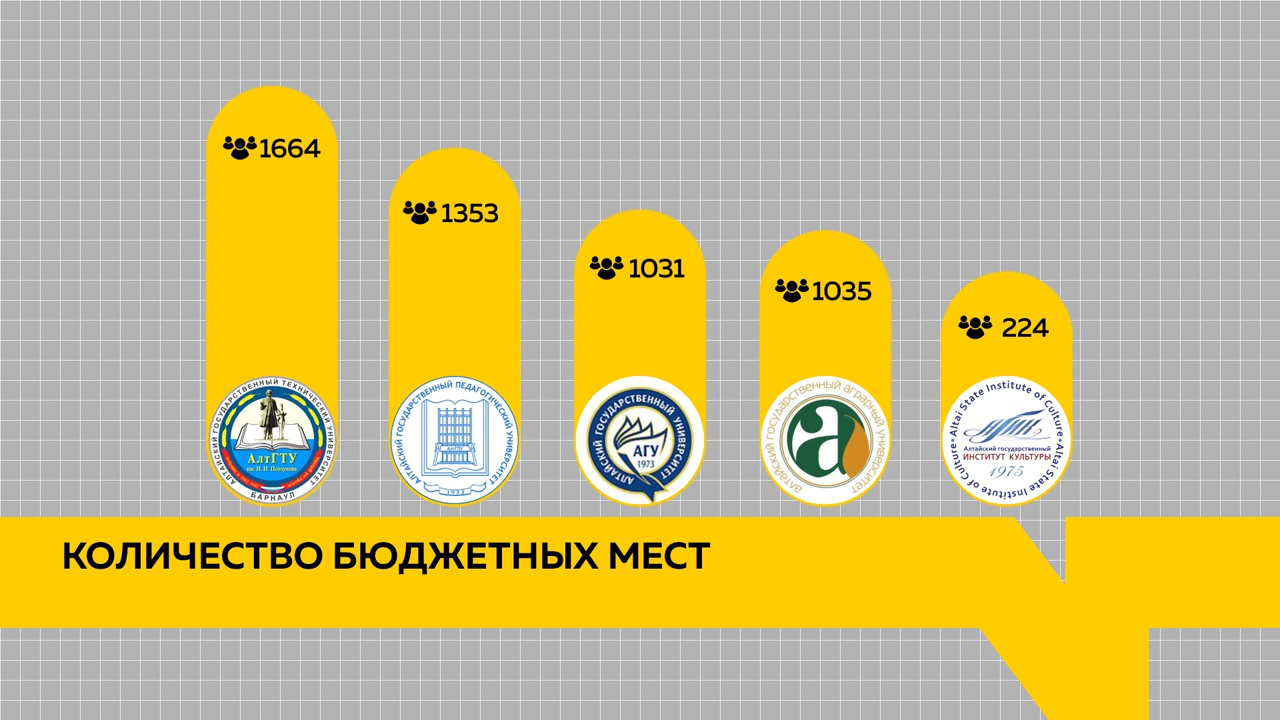 1664
1353
1031
1035
224
АЛТАЙСКИЙ ГОСУДАРСТВЕННЫЙ ТЕХНИЧЕСКИЙ УНИВЕРСИТЕТ
АлтГТУ
им. И. И. Ползунова
БАРНАУЛ
АЛТАЙСКИЙ ГОСУДАРСТВЕННЫЙ ПЕДАГОГИЧЕСКИЙ УНИВЕРСИТЕТ
1933
АЛТАЙСКИЙ ГОСУДАРСТВЕННЫЙ УНИВЕРСИТЕТ
АГУ
1973
алтайский государственный аграрный университет
а
Altai State Institute of Culture
Алтайский государственный
ИНСТИТУТ КУЛЬТУРЫ
1975
Altai State Institute of Culture
КОЛИЧЕСТВО БЮДЖЕТНЫХ МЕСТ